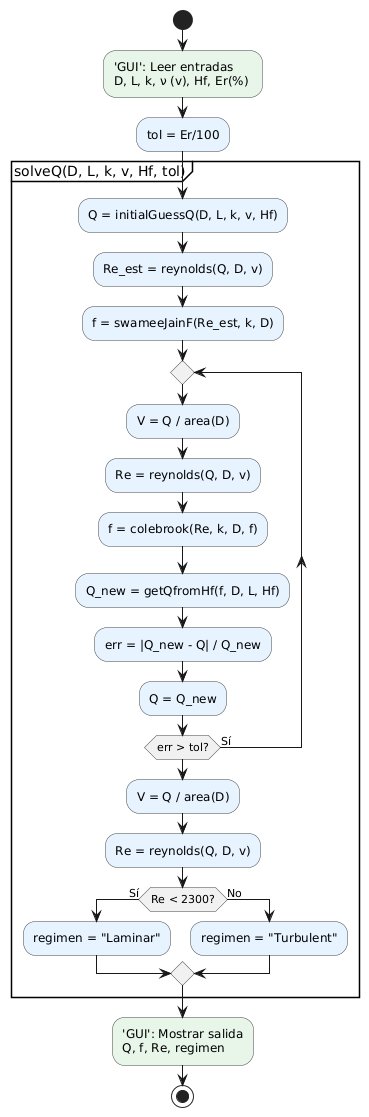 'GUI': Leer entradas
D, L, k, ν (v), Hf, Er(%)
tol = Er/100
solveQ(D, L, k, v, Hf, tol)
Q = initialGuessQ(D, L, k, v, Hf)
Re_est = reynolds(Q, D, v)
f = swameeJainF(Re_est, k, D)
V = Q / area(D)
Re = reynolds(Q, D, v)
f = colebrook(Re, k, D, f)
Q_new = getQfromHf(f, D, L, Hf)
err = |Q_new - Q| / Q_new
Q = Q_new
err > tol?
Sí
V = Q / area(D)
Re = reynolds(Q, D, v)
Sí
Re < 2300?
No
regimen = "Laminar"
regimen = "Turbulent"
'GUI': Mostrar salida
Q, f, Re, regimen